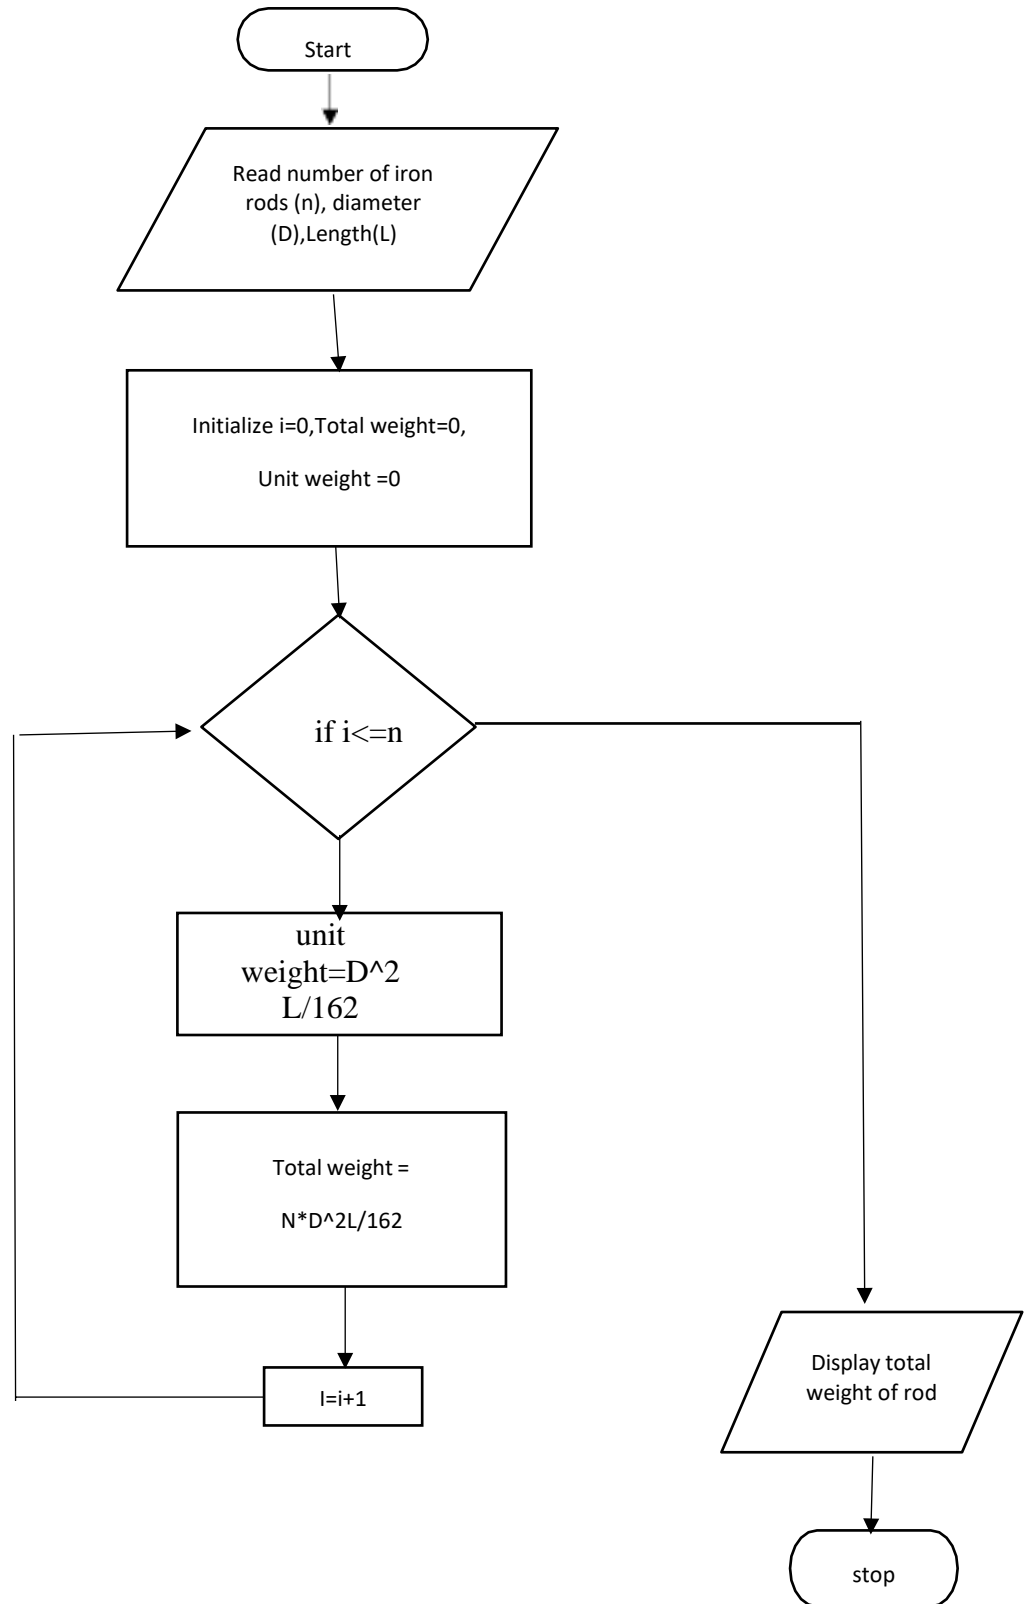 Start
Read number of iron
rods (n), diameter
(D),Length(L)
Initialize i=0,Total weight=0,
Unit weight =0
if i<=n
unit
weight=D^2
L/162
Total weight =
N*D^2L/162
I=i+1
Display total
weight of rod
stop